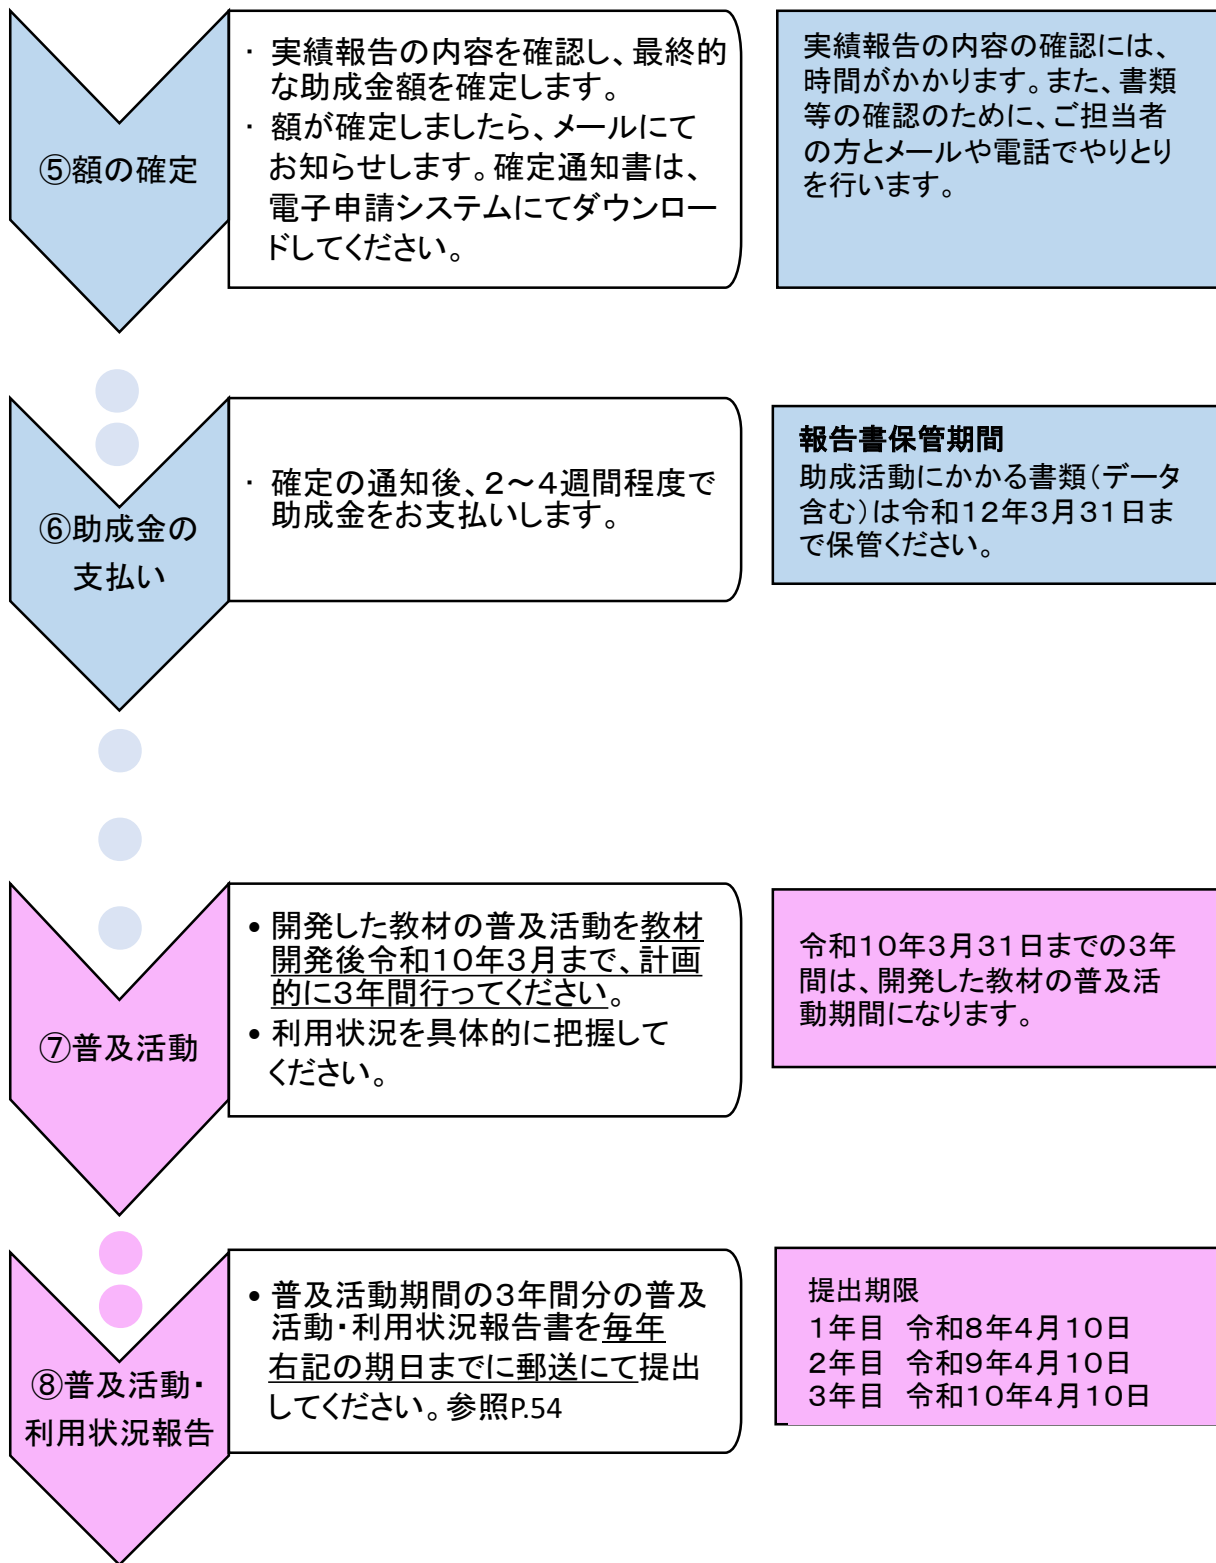 ⑤額の確定
· 実績報告の内容を確認し、最終的
な助成金額を確定します。
· 額が確定しましたら、メールにて
お知らせします。確定通知書は、
電子申請システムにてダウンロー
ドしてください。
実績報告の内容の確認には、
時間がかかります。また、書類
等の確認のために、ご担当者
の方とメールや電話でやりとり
を行います。
⑥助成金の
支払い
· 確定の通知後、２～４週間程度で
助成金をお支払いします。
報告書保管期間
助成活動にかかる書類（データ
含む）は令和１２年３月３１日ま
で保管ください。
⑦普及活動
• 開発した教材の普及活動を教材
開発後令和１０年３月まで、計画
的に３年間行ってください。
• 利用状況を具体的に把握して
ください。
令和１０年３月３１日までの３年
間は、開発した教材の普及活
動期間になります。
⑧普及活動・
利用状況報告
• 普及活動期間の３年間分の普及
活動・利用状況報告書を毎年
右記の期日までに郵送にて提出
してください。参照P.54
提出期限
１年目　令和８年４月１０日
２年目　令和９年４月１０日
３年目　令和１０年４月１０日